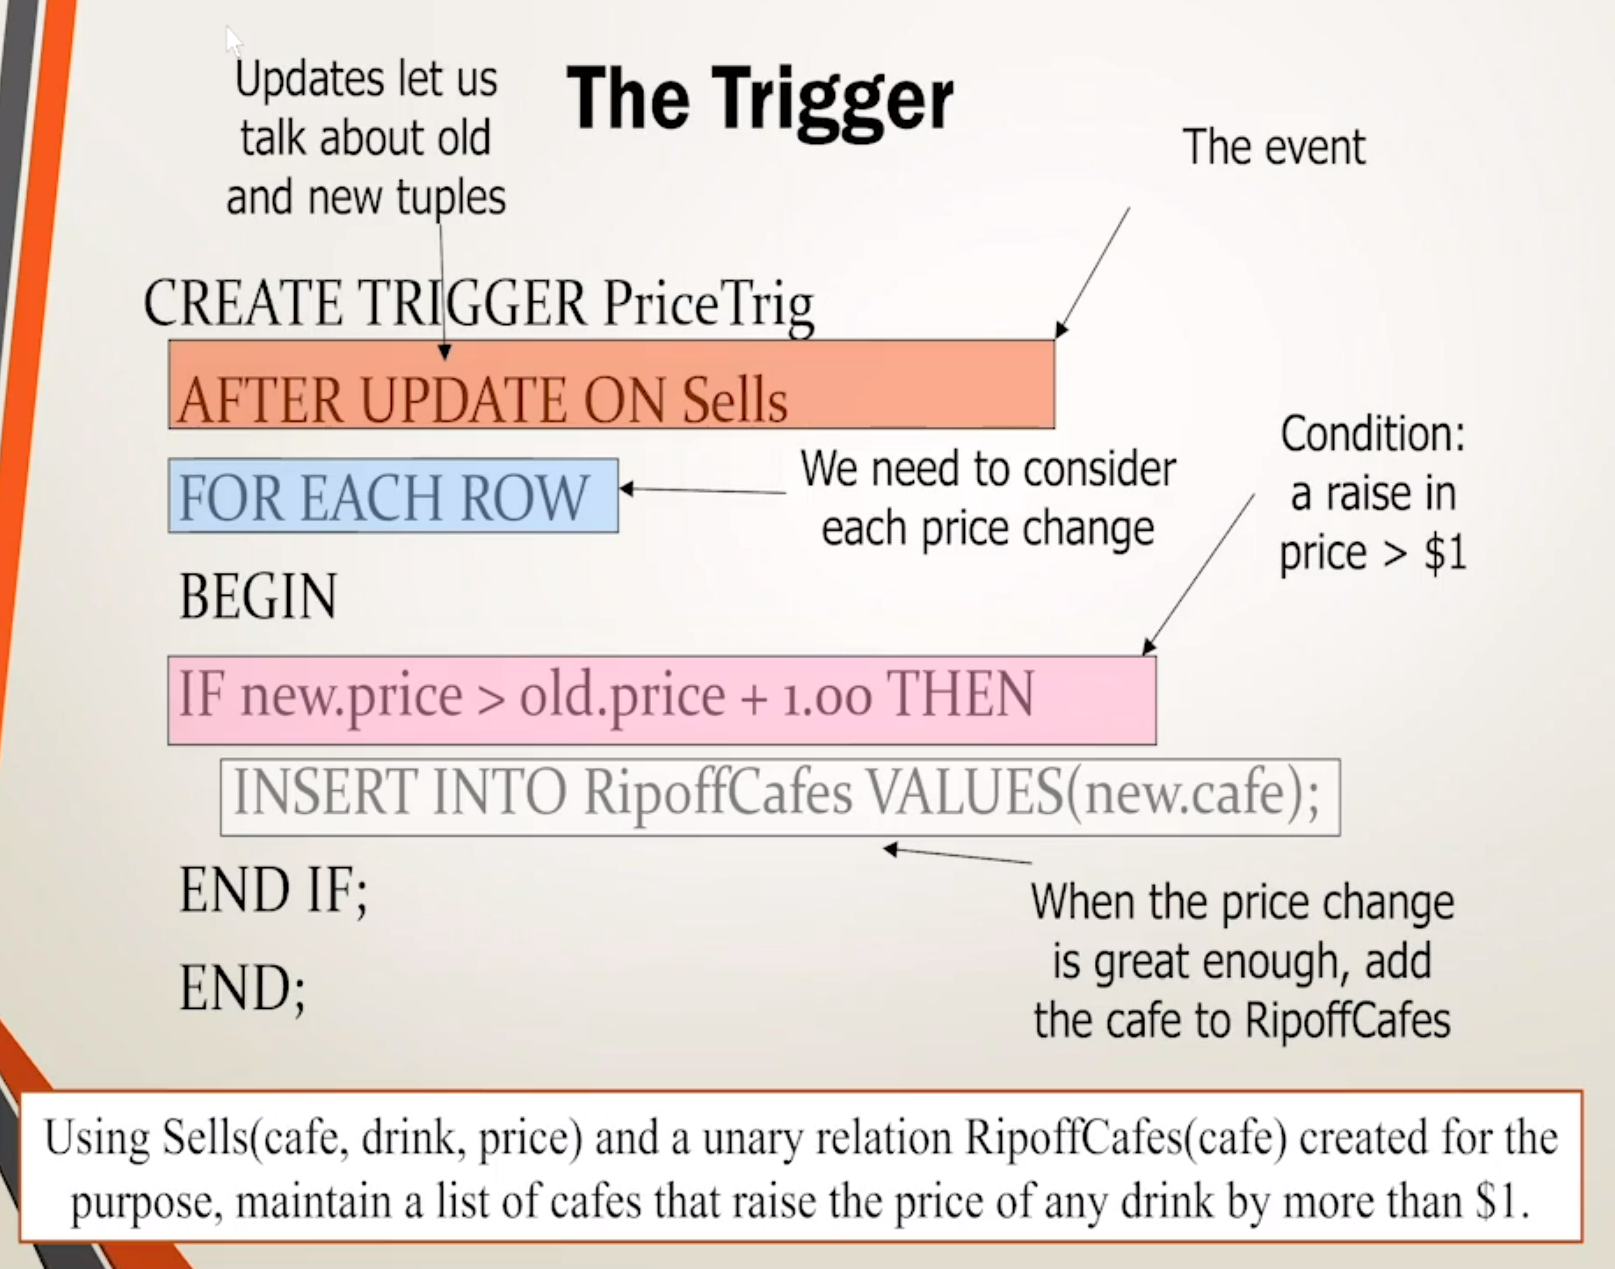 The Trigger
Updates let us
talk about old
and new tuples
The event
CREATE TRIGGER PriceTrig
AFTER UPDATE ON Sells
FOR EACH ROW
We need to consider
each price change
Condition:
a raise in
price > $1
BEGIN
IF new.price > old.price + 1.00 THEN
INSERT INTO RipoffCafes VALUES(new.cafe);
END IF;
END;
When the price change
is great enough, add
the cafe to RipoffCafes
Using Sells(cafe, drink, price) and a unary relation RipoffCafes(cafe) created for the
purpose, maintain a list of cafes that raise the price of any drink by more than $1.